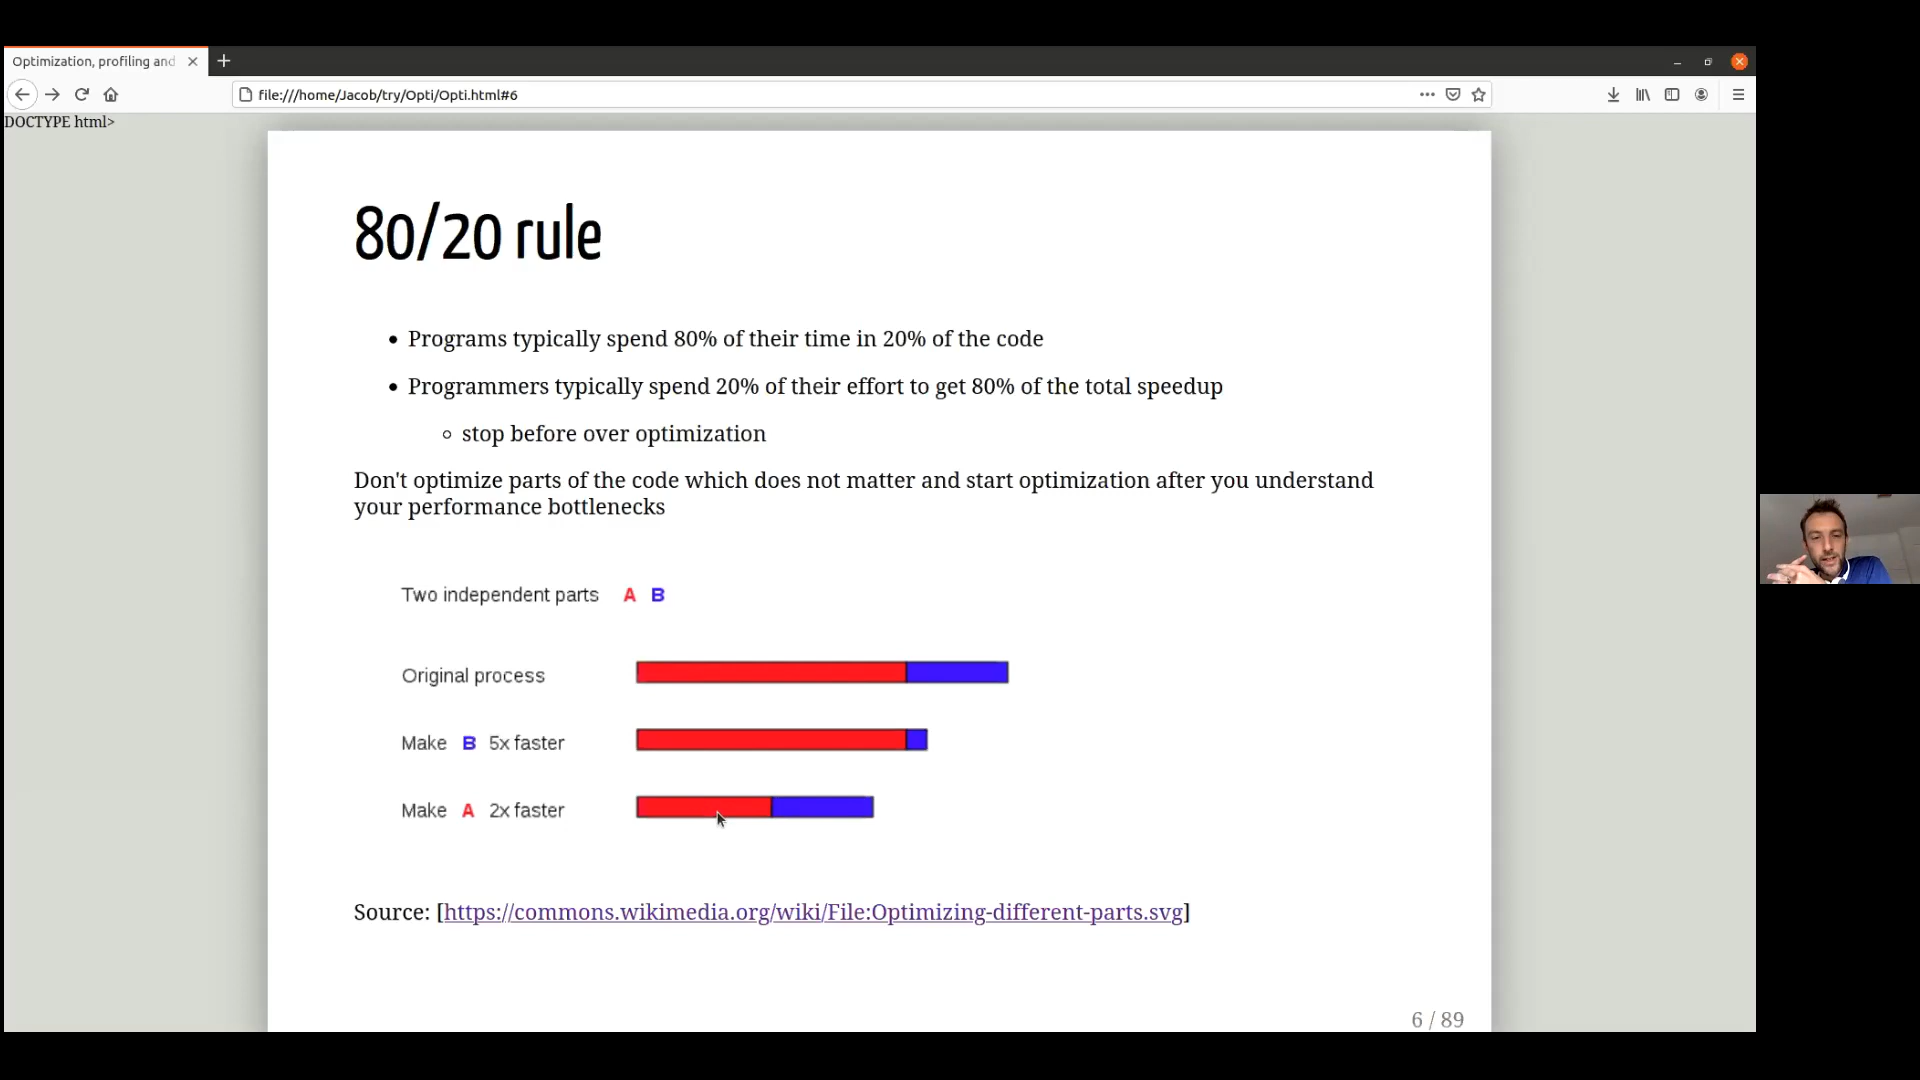 Optimization, profiling and
file:///home/Jacob/try/Opti/Opti.html#6
DOCTYPE html>
80/20 rule
• Programs typically spend 80% of their time in 20% of the code
• Programmers typically spend 20% of their effort to get 80% of the total speedup
◦ stop before over optimization
Don't optimize parts of the code which does not matter and start optimization after you understand
your performance bottlenecks
Two independent parts A B
Original process
Make B 5x faster
Make A 2x faster
Source: [https://commons.wikimedia.org/wiki/File:Optimizing-different-parts.svg]
6 / 89